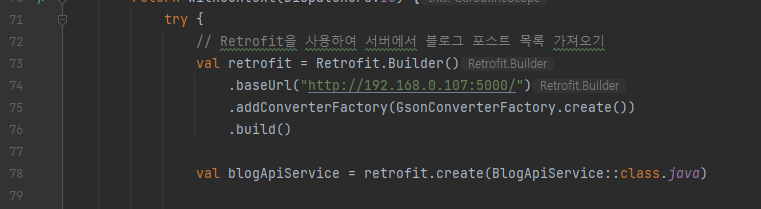 71 try {
72 // Retrofit을 사용하여 서버에서 블로그 포스트 목록 가져오기
73 val retrofit = Retrofit.Builder() Retrofit.Builder
74 .baseUrl("http://192.168.0.107:5000/") Retrofit.Builder
75 .addConverterFactory(GsonConverterFactory.create())
76 .build()
77
78 val blogApiService = retrofit.create(BlogApiService::class.java)
79